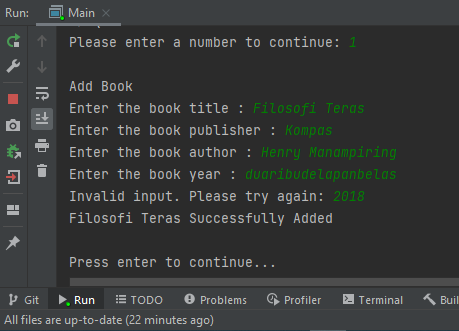 Run: Main
Please enter a number to continue: 1
Add Book
Enter the book title : Filosofi Teras
Enter the book publisher : Kompas
Enter the book author : Henry Manampiring
Enter the book year : duaribudelapanbelas
Invalid input. Please try again: 2018
Filosofi Teras Successfully Added
Press enter to continue...
Git Run TODO Problems Profiler Terminal Buil
All files are up-to-date (22 minutes ago)